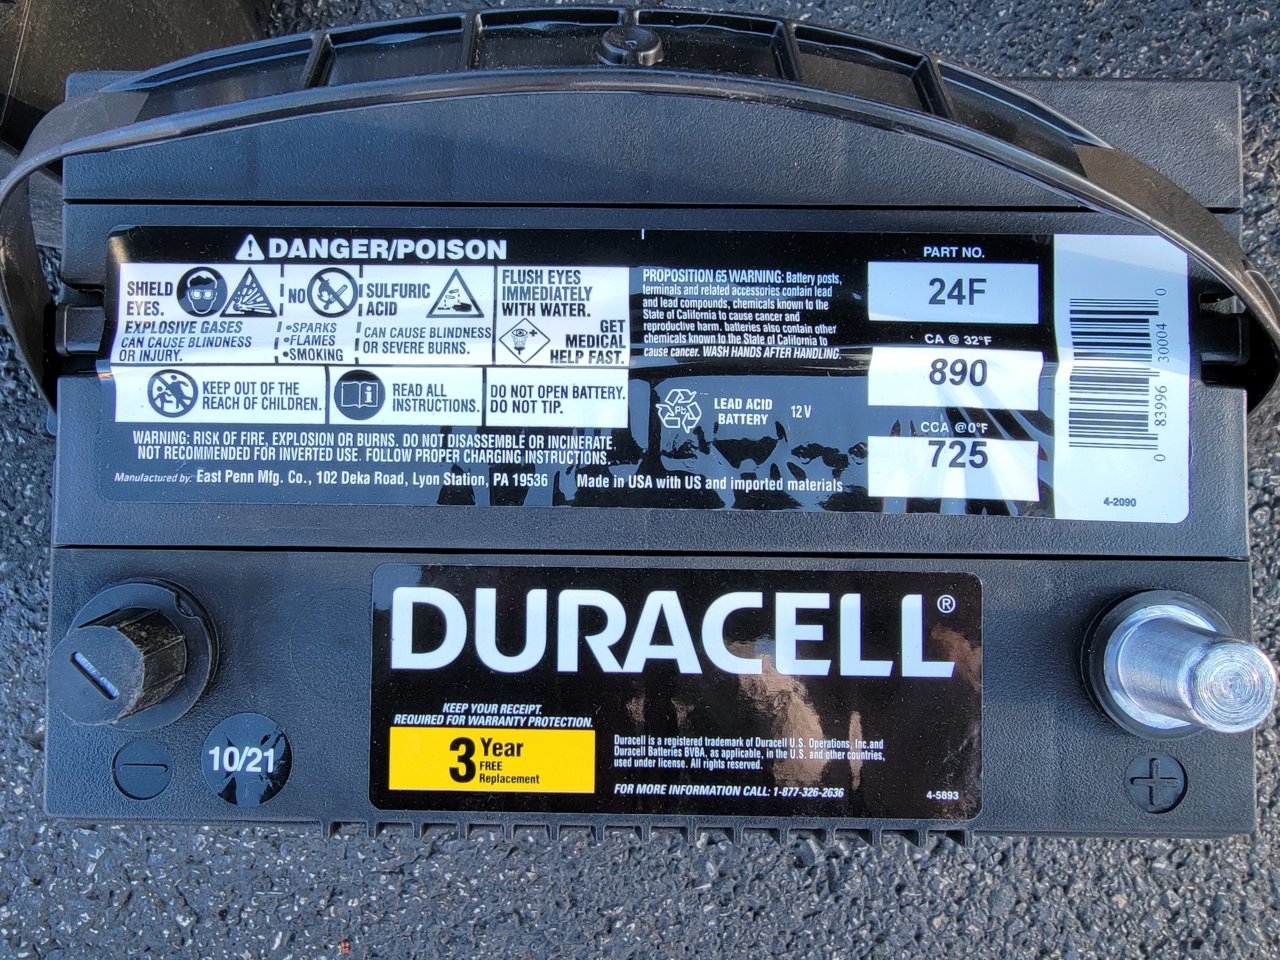 DANGER/POISON
SHIELD
EYES.
EXPLOSIVE GASES
CAN CAUSE BLINDNESS
OR INJURY.
NO
•SPARKS
•FLAMES
•SMOKING
SULFURIC
ACID
CAN CAUSE BLINDNESS
OR SEVERE BURNS.
FLUSH EYES
IMMEDIATELY
WITH WATER.
GET
MEDICAL
HELP FAST.
KEEP OUT OF THE
REACH OF CHILDREN.
READ ALL
INSTRUCTIONS.
DO NOT OPEN BATTERY.
DO NOT TIP.
WARNING: RISK OF FIRE, EXPLOSION OR BURNS. DO NOT DISASSEMBLE OR INCINERATE.
NOT RECOMMENDED FOR INVERTED USE. FOLLOW PROPER CHARGING INSTRUCTIONS.
Manufactured by: East Penn Mfg. Co., 102 Deka Road, Lyon Station, PA 19536 Made in USA with US and imported materials
PROPOSITION 65 WARNING: Battery posts,
terminals and related accessories contain lead
and lead compounds, chemicals known to the
State of California to cause cancer and
reproductive harm. batteries also contain other
chemicals known to the State of California to
cause cancer. WASH HANDS AFTER HANDLING.
Pb
LEAD ACID
BATTERY
12 V
PART NO.
24F
CA @ 32°F
890
CCA @0°F
725
0 83996 30004 0
4-2090
DURACELL®
KEEP YOUR RECEIPT.
REQUIRED FOR WARRANTY PROTECTION.
3 Year
FREE
Replacement
Duracell is a registered trademark of Duracell U.S. Operations, Inc.and
Duracell Batteries BVBA, as applicable, in the U.S. and other countries,
used under license. All rights reserved.
FOR MORE INFORMATION CALL: 1-877-326-2636
4-5893
10/21